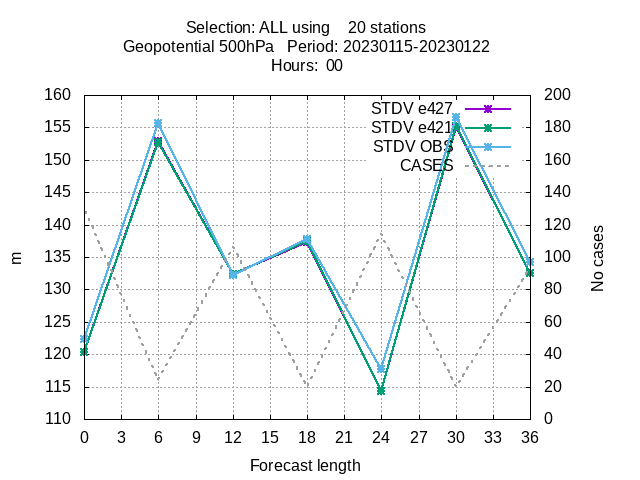 Selection: ALL using    20 stations
Geopotential 500hPa   Period: 20230115-20230122
Hours:  00
160 200
STDV e427
155 180
STDV e421
150 160
STDV OBS
CASES
145 140
140 120
135 100
m
No cases
130 80
125 60
120 40
115 20
110 0
0 3 6 9 12 15 18 21 24 27 30 33 36
Forecast length